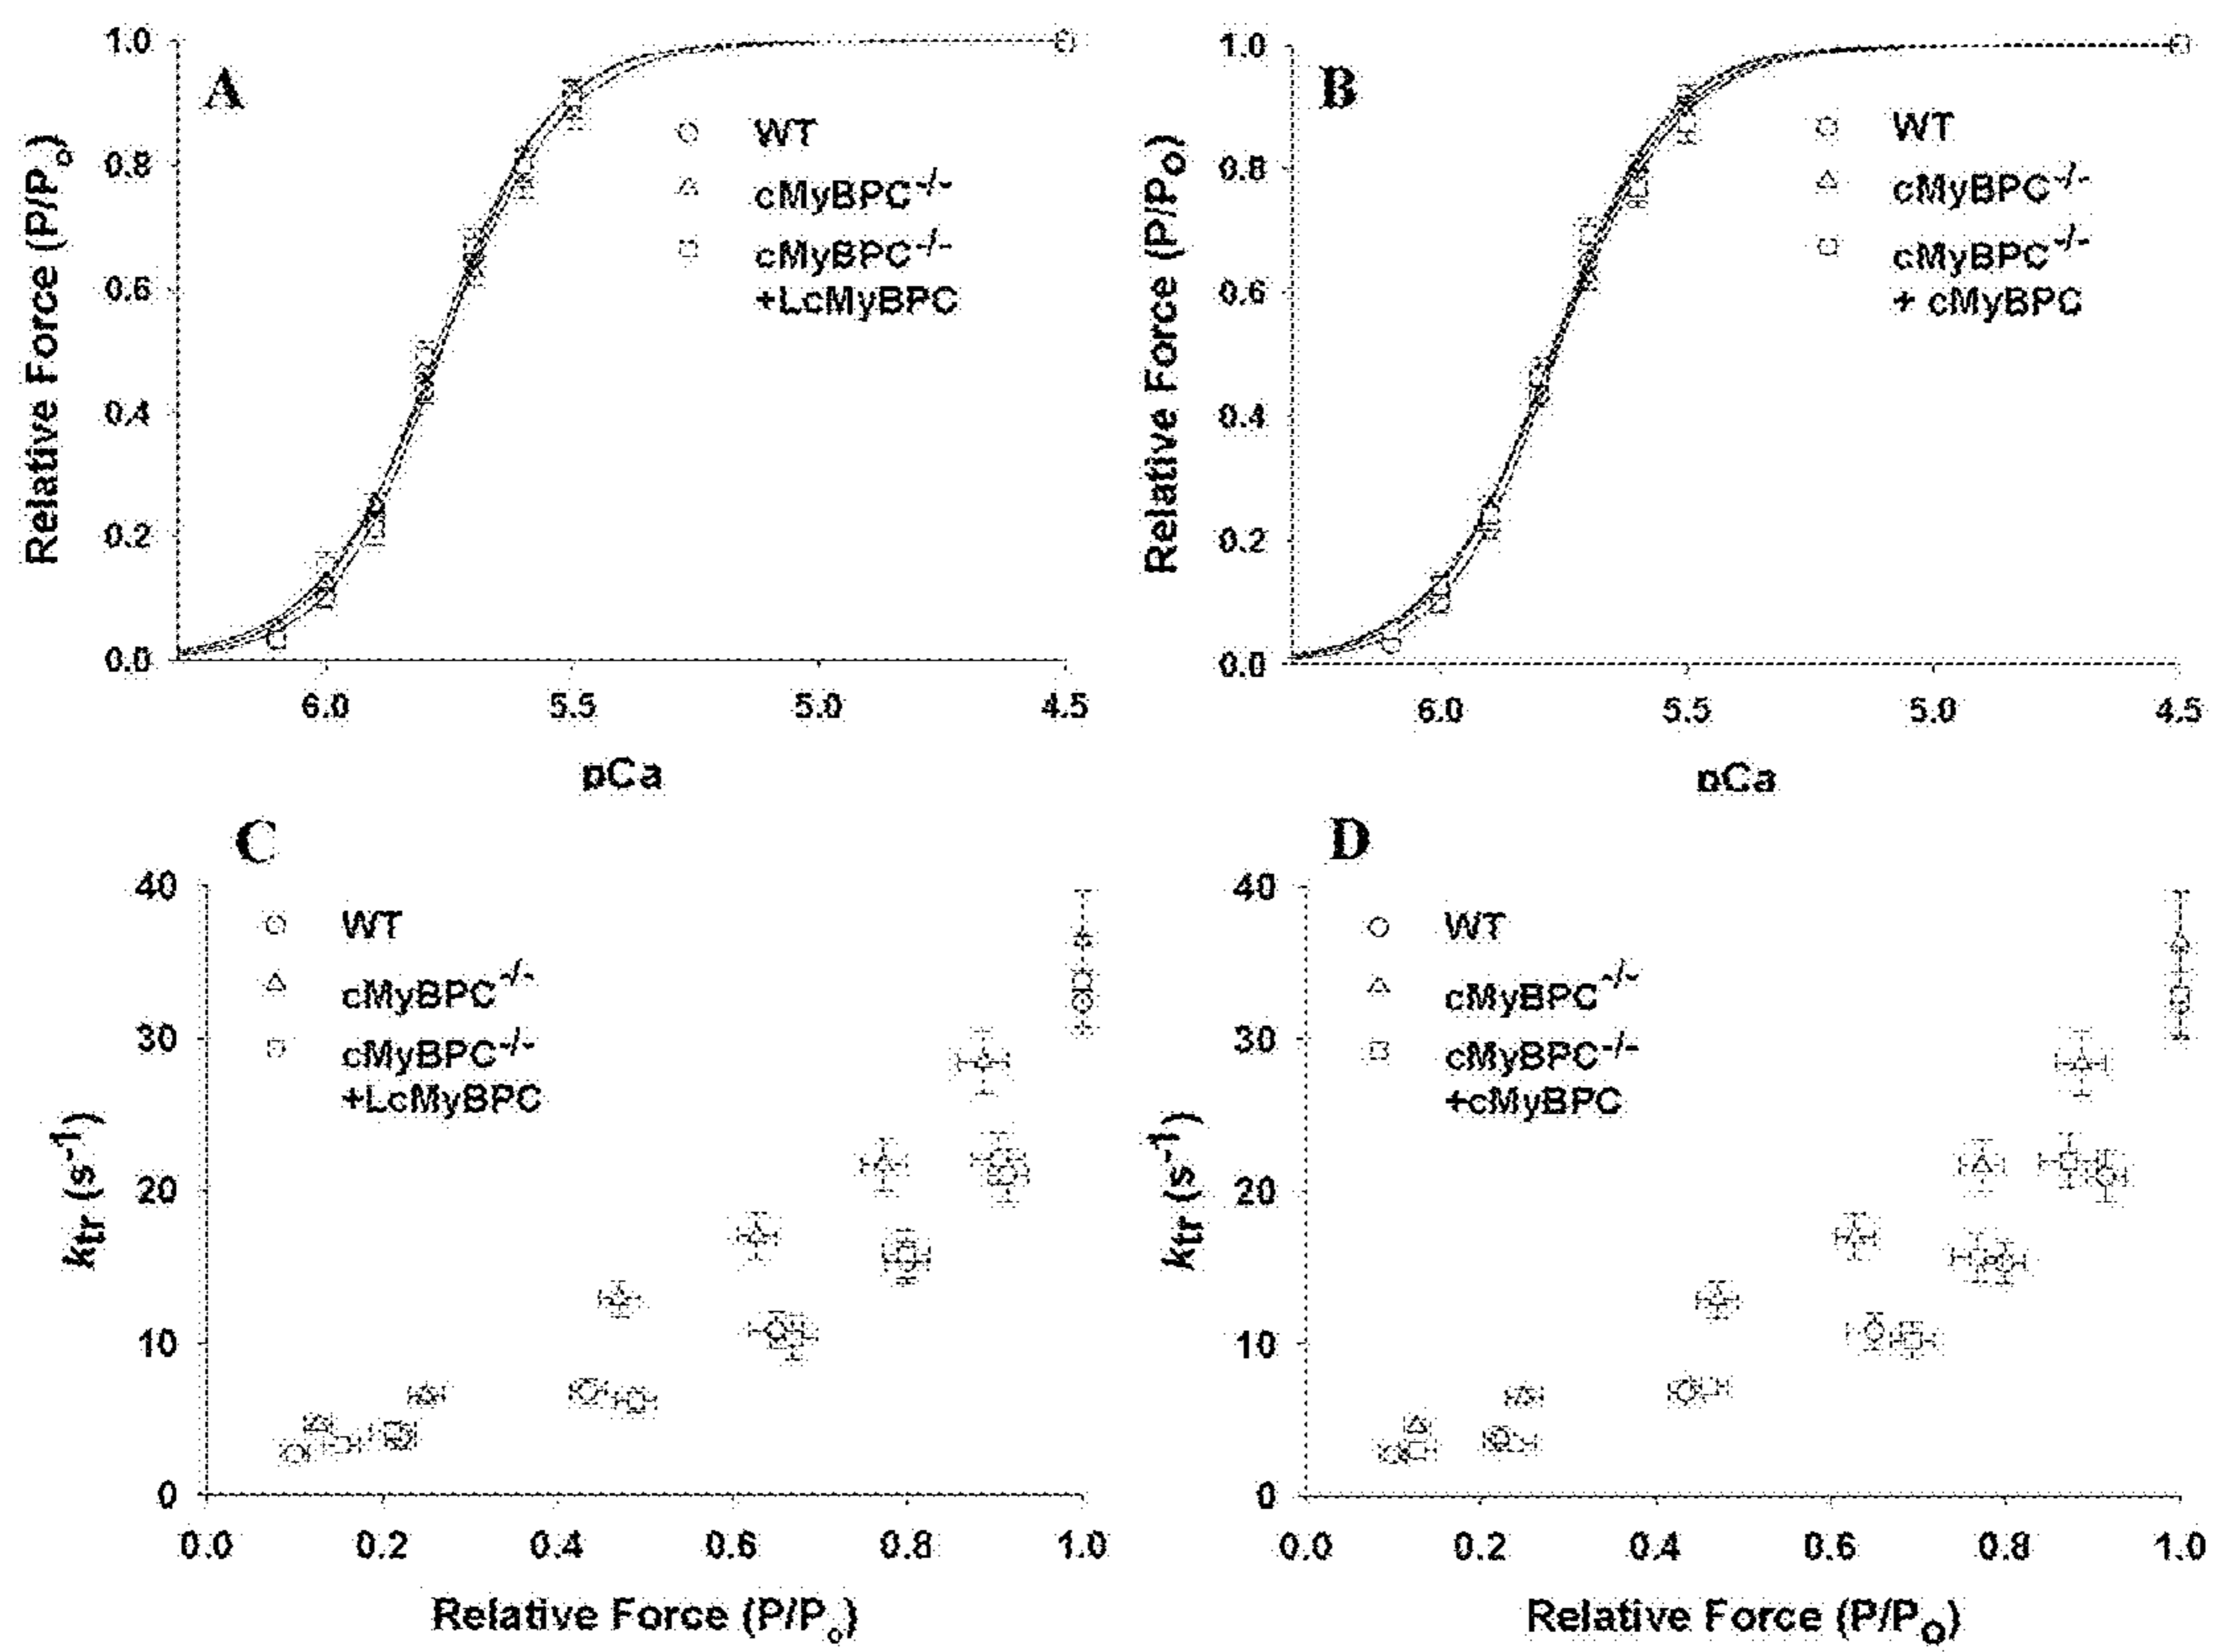 A
Relative Force (P/Po)
1.0
0.8
0.6
0.4
0.2
0.0
WT
cMyBPC-/-
cMyBPC-/-
+LcMyBPC
6.0 5.5 5.0 4.5
pCa
B
Relative Force (P/PO)
1.0
0.8
0.6
0.4
0.2
0.0
WT
cMyBPC-/-
cMyBPC-/-
+ cMyBPC
6.0 5.5 5.0 4.5
pCa
C
ktr (s-1)
40
30
20
10
0
WT
cMyBPC-/-
cMyBPC-/-
+LcMyBPC
0.0 0.2 0.4 0.6 0.8 1.0
Relative Force (P/Po)
D
ktr (s-1)
40
30
20
10
0
WT
cMyBPC-/-
cMyBPC-/-
+cMyBPC
0.0 0.2 0.4 0.6 0.8 1.0
Relative Force (P/PO)